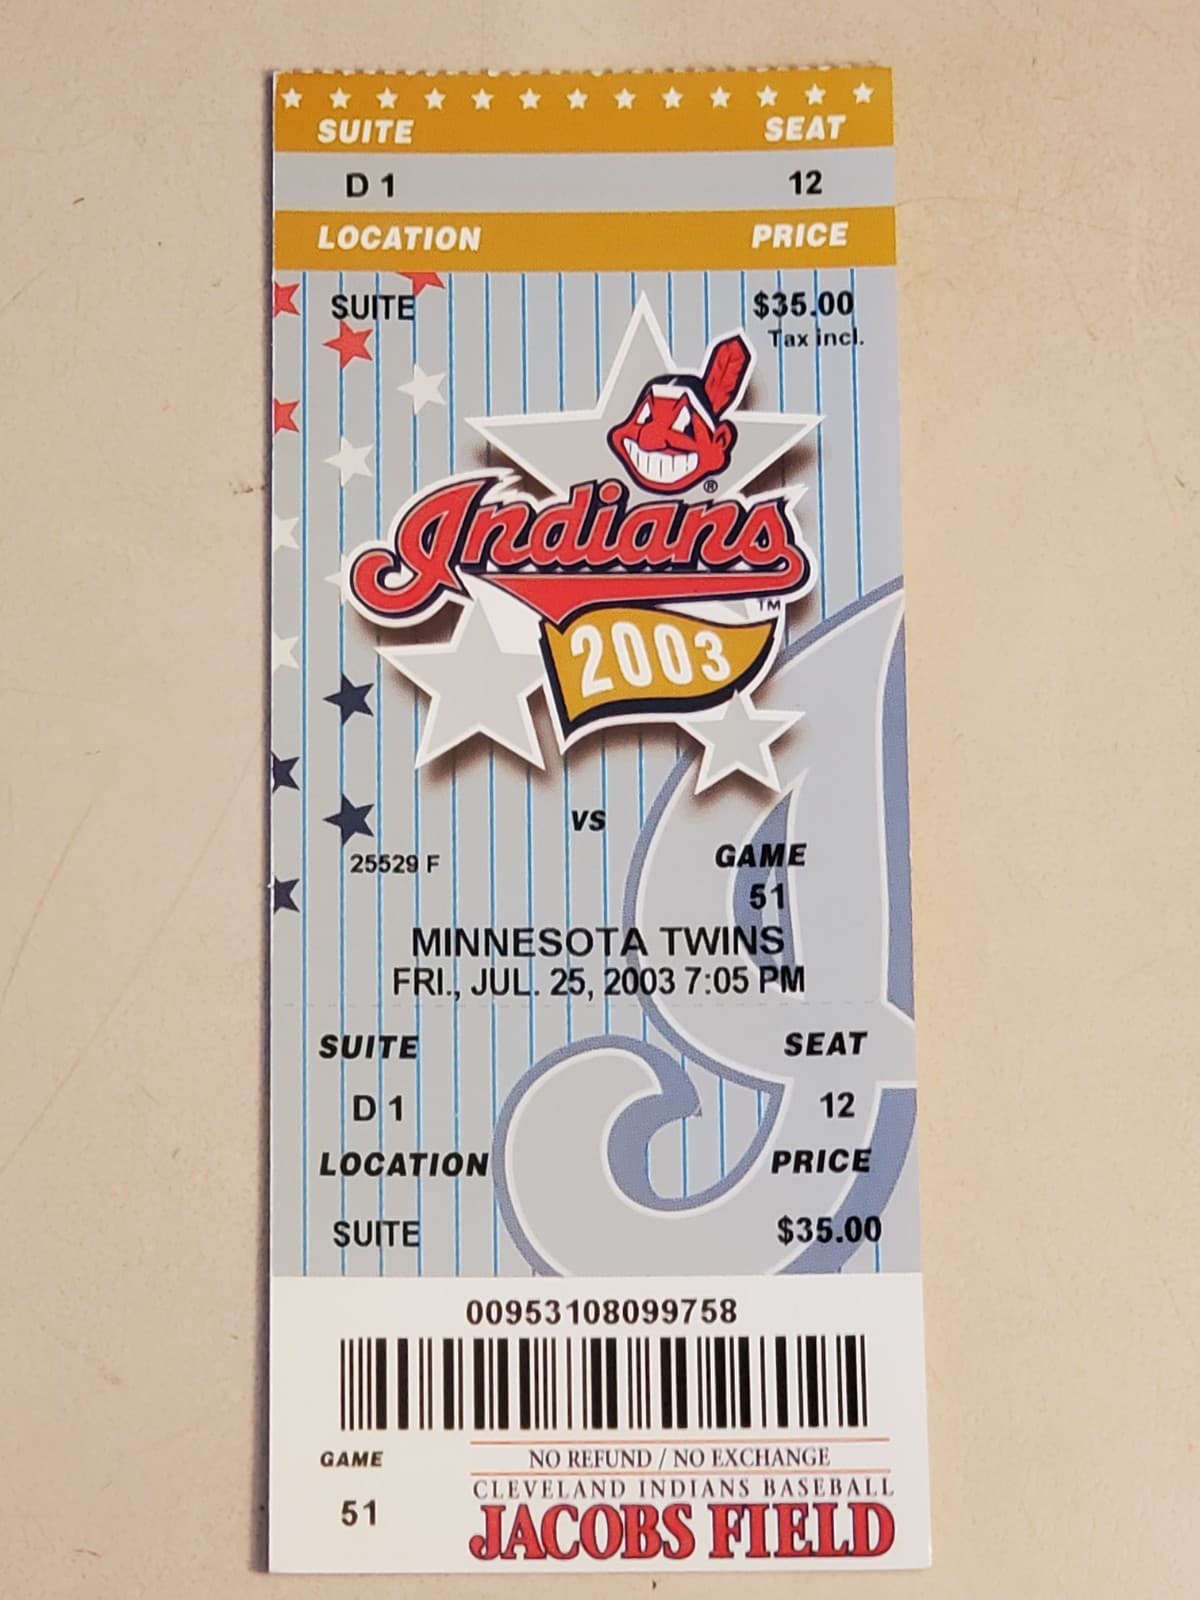 SUITE SEAT
D 1 12
LOCATION PRICE
SUITE $35.00
Tax incl.
®
Indians
TM
2003
VS
25529 F GAME
51
MINNESOTA TWINS
FRI., JUL. 25, 2003 7:05 PM
SUITE SEAT
D 1 12
LOCATION PRICE
SUITE $35.00
00953108099758
GAME NO REFUND / NO EXCHANGE
CLEVELAND INDIANS BASEBALL
51 JACOBS FIELD